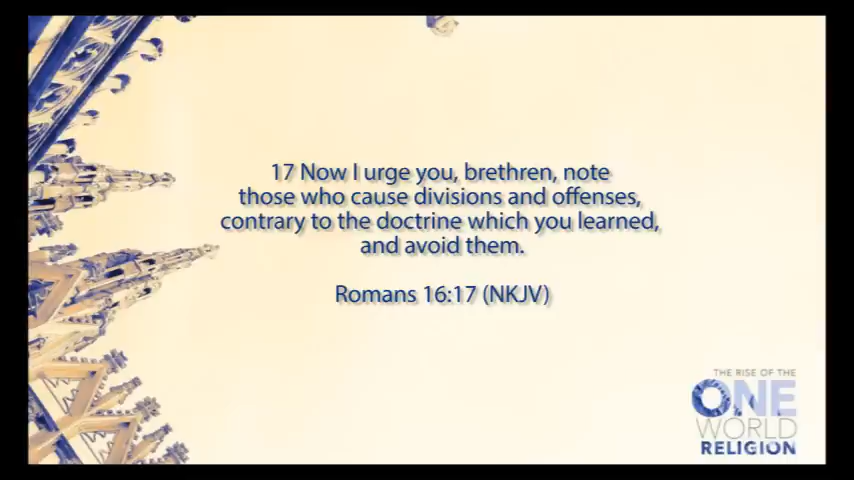 17 Now I urge you, brethren, note
those who cause divisions and offenses,
contrary to the doctrine which you learned,
and avoid them.
Romans 16:17 (NKJV)
THE RISE OF THE
ONE
WORLD
RELIGION